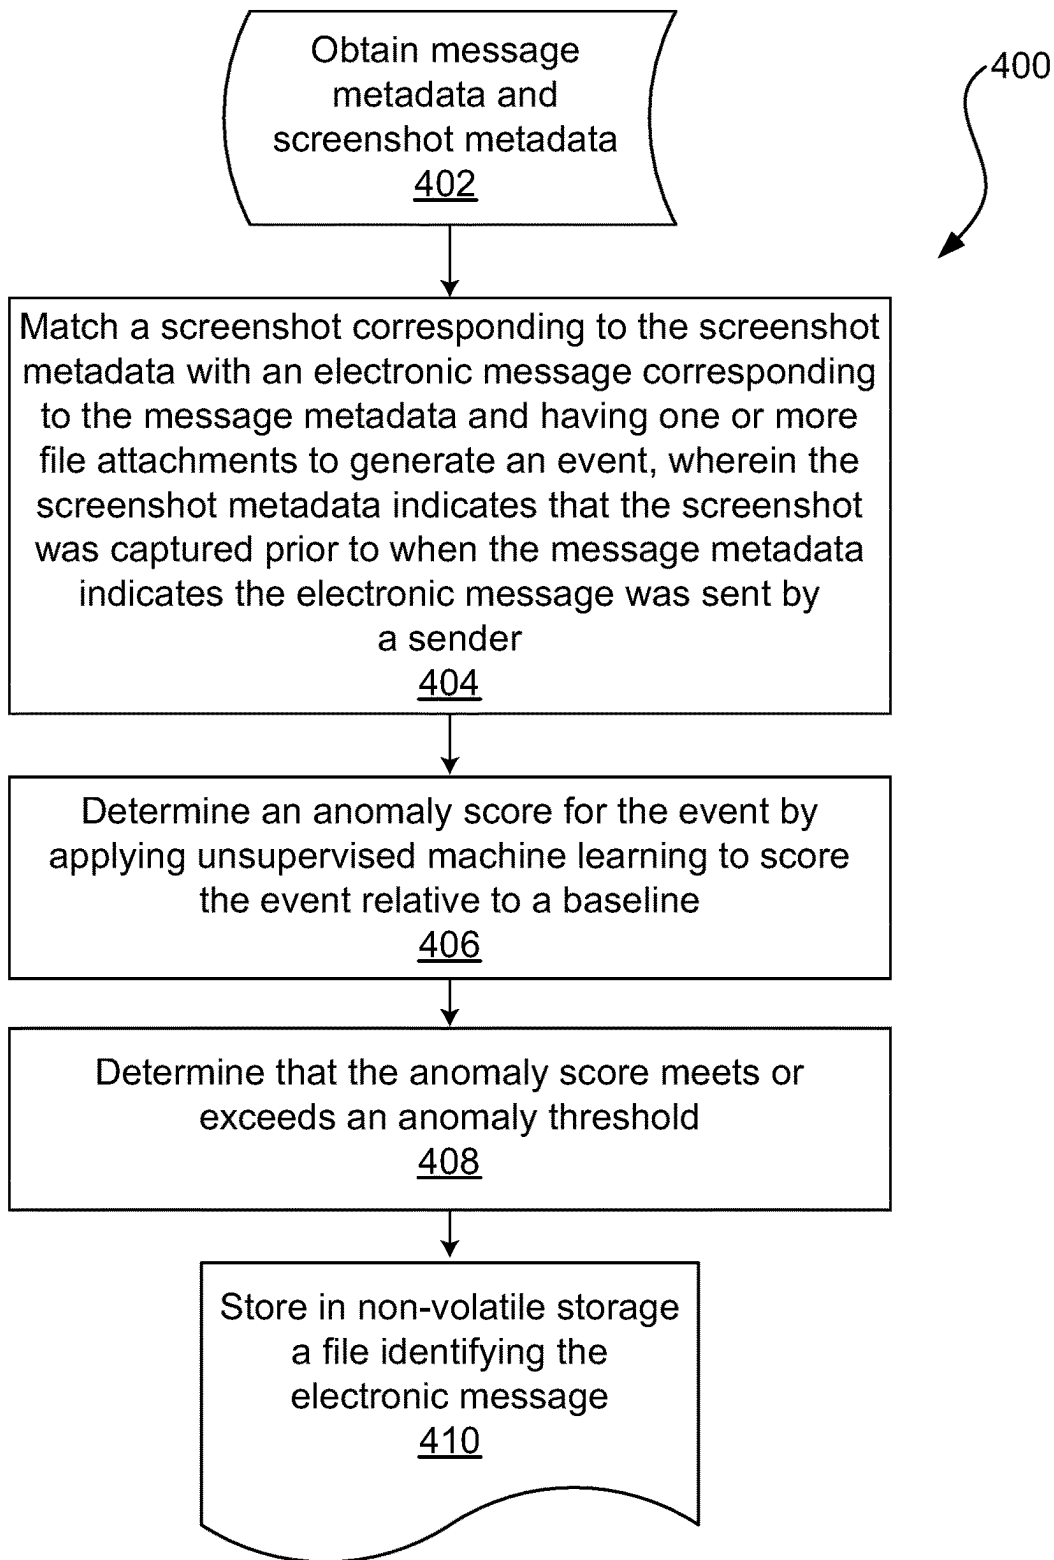 Obtain message
metadata and
screenshot metadata
402
400
Match a screenshot corresponding to the screenshot
metadata with an electronic message corresponding
to the message metadata and having one or more
file attachments to generate an event, wherein the
screenshot metadata indicates that the screenshot
was captured prior to when the message metadata
indicates the electronic message was sent by
a sender
404
Determine an anomaly score for the event by
applying unsupervised machine learning to score
the event relative to a baseline
406
Determine that the anomaly score meets or
exceeds an anomaly threshold
408
Store in non-volatile storage
a file identifying the
electronic message
410